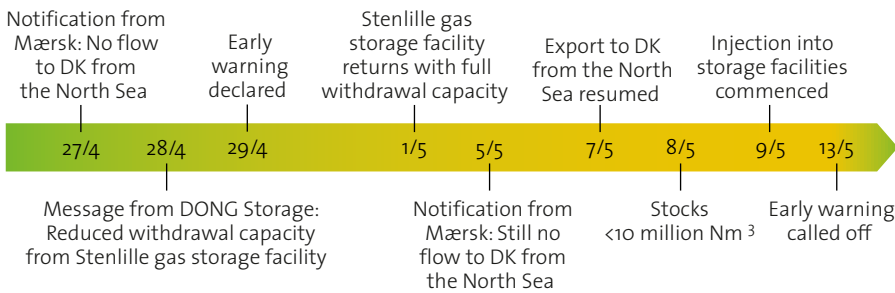 Notification from
Mærsk: No flow
to DK from
the North Sea
Early
warning
declared
Stenlille gas
storage facility
returns with full
withdrawal capacity
Export to DK
from the North
Sea resumed
Injection into
storage facilities
commenced
27/4 28/4 29/4 1/5 5/5 7/5 8/5 9/5 13/5
Message from DONG Storage:
Reduced withdrawal capacity
from Stenlille gas storage facility
Notification from
Mærsk: Still no
flow to DK from
the North Sea
Stocks
<10 million Nm³
Early warning
called off